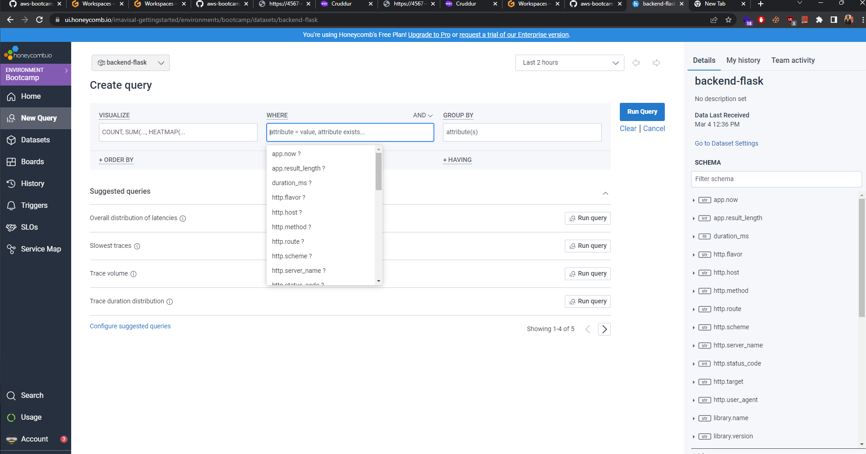 aws-bootcam
Workspaces -
Workspaces -
aws-bootcam
https://4567-
Cruddur
https://4567-
Cruddur
Workspaces -
aws-bootcam
backend-flask
New Tab
ui.honeycomb.io/imavisal-gettingstarted/environments/bootcamp/datasets/backend-flask
You're using Honeycomb's Free Plan! Upgrade to Pro or request a trial of our Enterprise version.
honeycomb.io
ENVIRONMENT
Bootcamp
Home
New Query
Datasets
Boards
History
Triggers
SLOs
Service Map
Search
Usage
Account 3
backend-flask
Last 2 hours
Create query
VISUALIZE
COUNT, SUM(..., HEATMAP(...
WHERE
AND
attribute = value, attribute exists...
GROUP BY
attribute(s)
Run Query
Clear | Cancel
+ ORDER BY
+ HAVING
app.now ?
app.result_length ?
duration_ms ?
http.flavor ?
http.host ?
http.method ?
http.route ?
http.scheme ?
http.server_name ?
http.status_code ?
Suggested queries
Overall distribution of latencies
Run query
Slowest traces
Run query
Trace volume
Run query
Trace duration distribution
Run query
Configure suggested queries
Showing 1-4 of 5
Details
My history
Team activity
backend-flask
No description set
Data Last Received
Mar 4 12:36 PM
Go to Dataset Settings
SCHEMA
Filter schema
app.now
app.result_length
duration_ms
http.flavor
http.host
http.method
http.route
http.scheme
http.server_name
http.status_code
http.target
http.user_agent
library.name
library.version